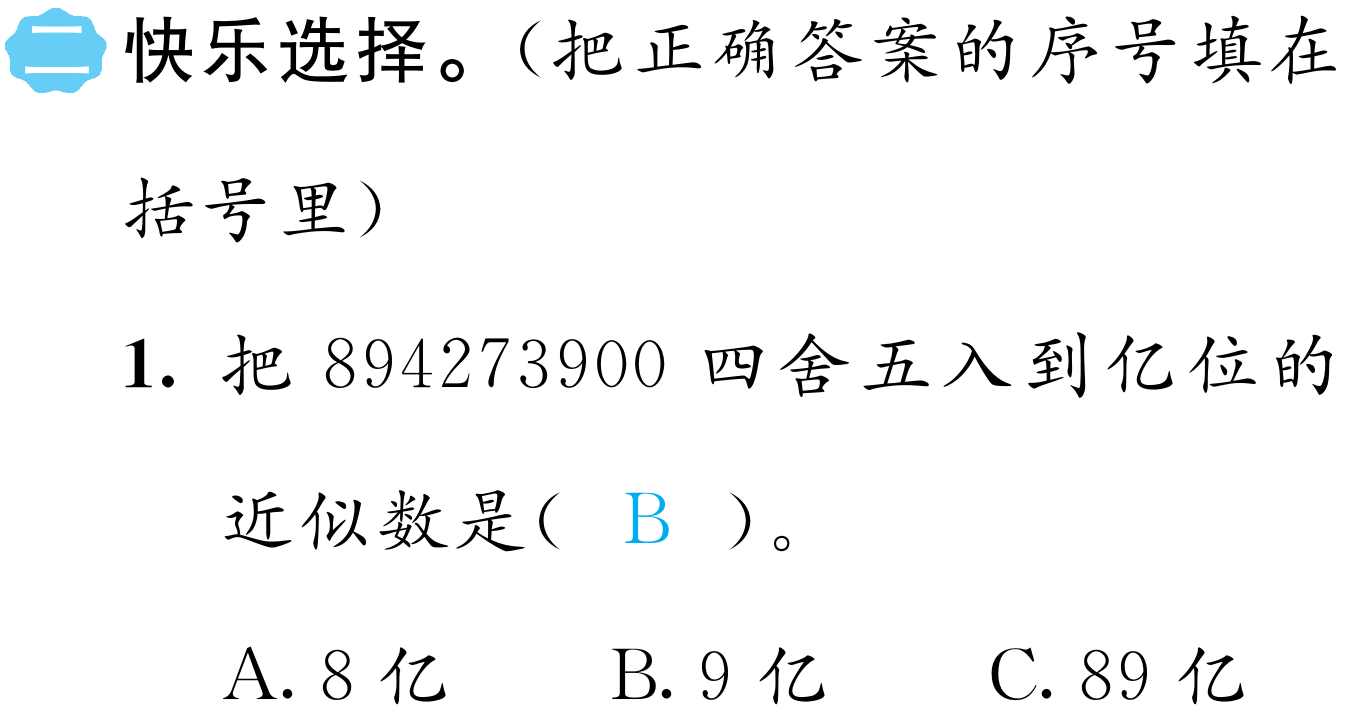 二 快乐选择。（把正确答案的序号填在
括号里）
1. 把 894273900 四舍五入到亿位的
近似数是( B )。
A. 8 亿 B. 9 亿 C. 89 亿